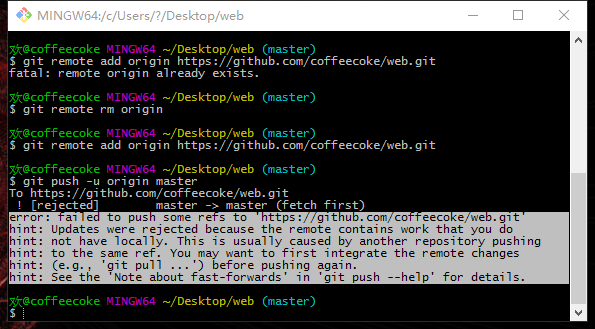 MINGW64:/c/Users/?/Desktop/web
欢@coffeecoke MINGW64 ~/Desktop/web (master)
$ git remote add origin https://github.com/coffeecoke/web.git
fatal: remote origin already exists.
欢@coffeecoke MINGW64 ~/Desktop/web (master)
$ git remote rm origin
欢@coffeecoke MINGW64 ~/Desktop/web (master)
$ git remote add origin https://github.com/coffeecoke/web.git
欢@coffeecoke MINGW64 ~/Desktop/web (master)
$ git push -u origin master
To https://github.com/coffeecoke/web.git
 ! [rejected]        master -> master (fetch first)
error: failed to push some refs to 'https://github.com/coffeecoke/web.git'
hint: Updates were rejected because the remote contains work that you do
hint: not have locally. This is usually caused by another repository pushing
hint: to the same ref. You may want to first integrate the remote changes
hint: (e.g., 'git pull ...') before pushing again.
hint: See the 'Note about fast-forwards' in 'git push --help' for details.
欢@coffeecoke MINGW64 ~/Desktop/web (master)
$